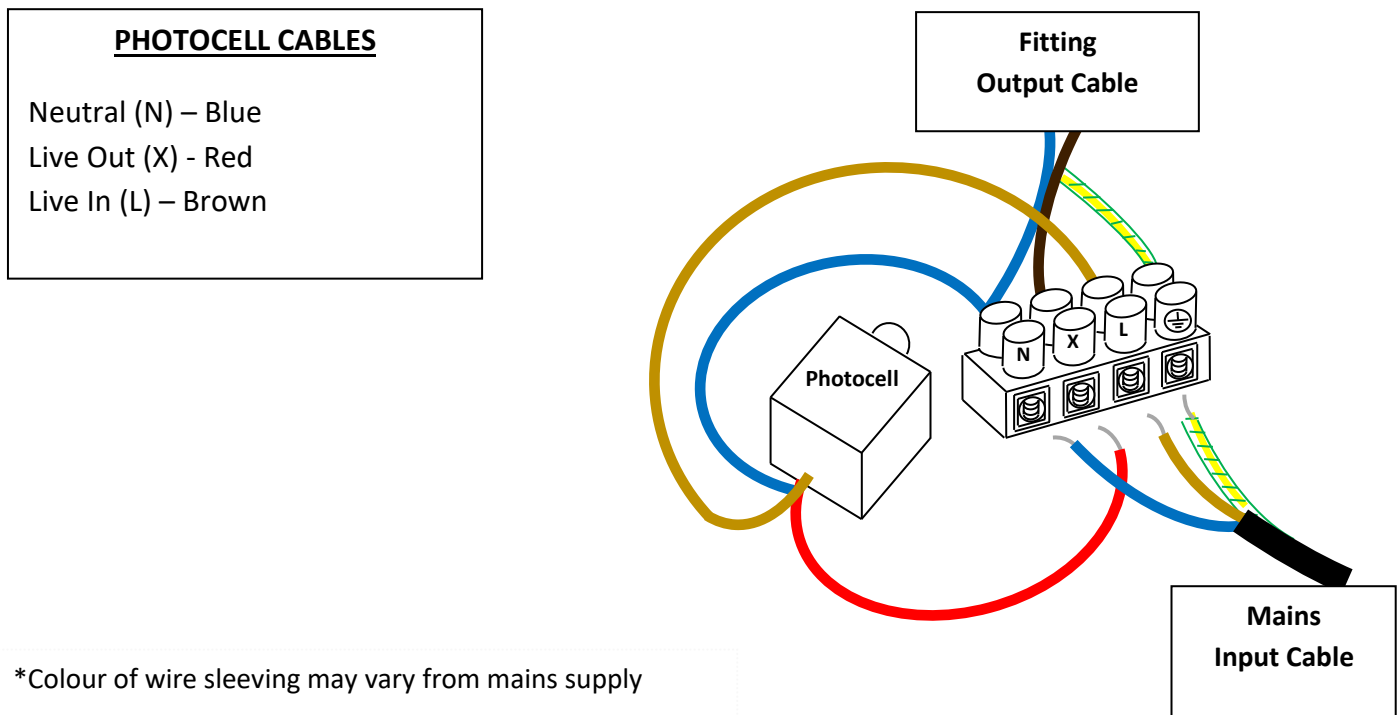 PHOTOCELL CABLES
Neutral (N) – Blue
Live Out (X) - Red
Live In (L) – Brown
Fitting
Output Cable
Photocell
N
X
L
Mains
Input Cable
*Colour of wire sleeving may vary from mains supply